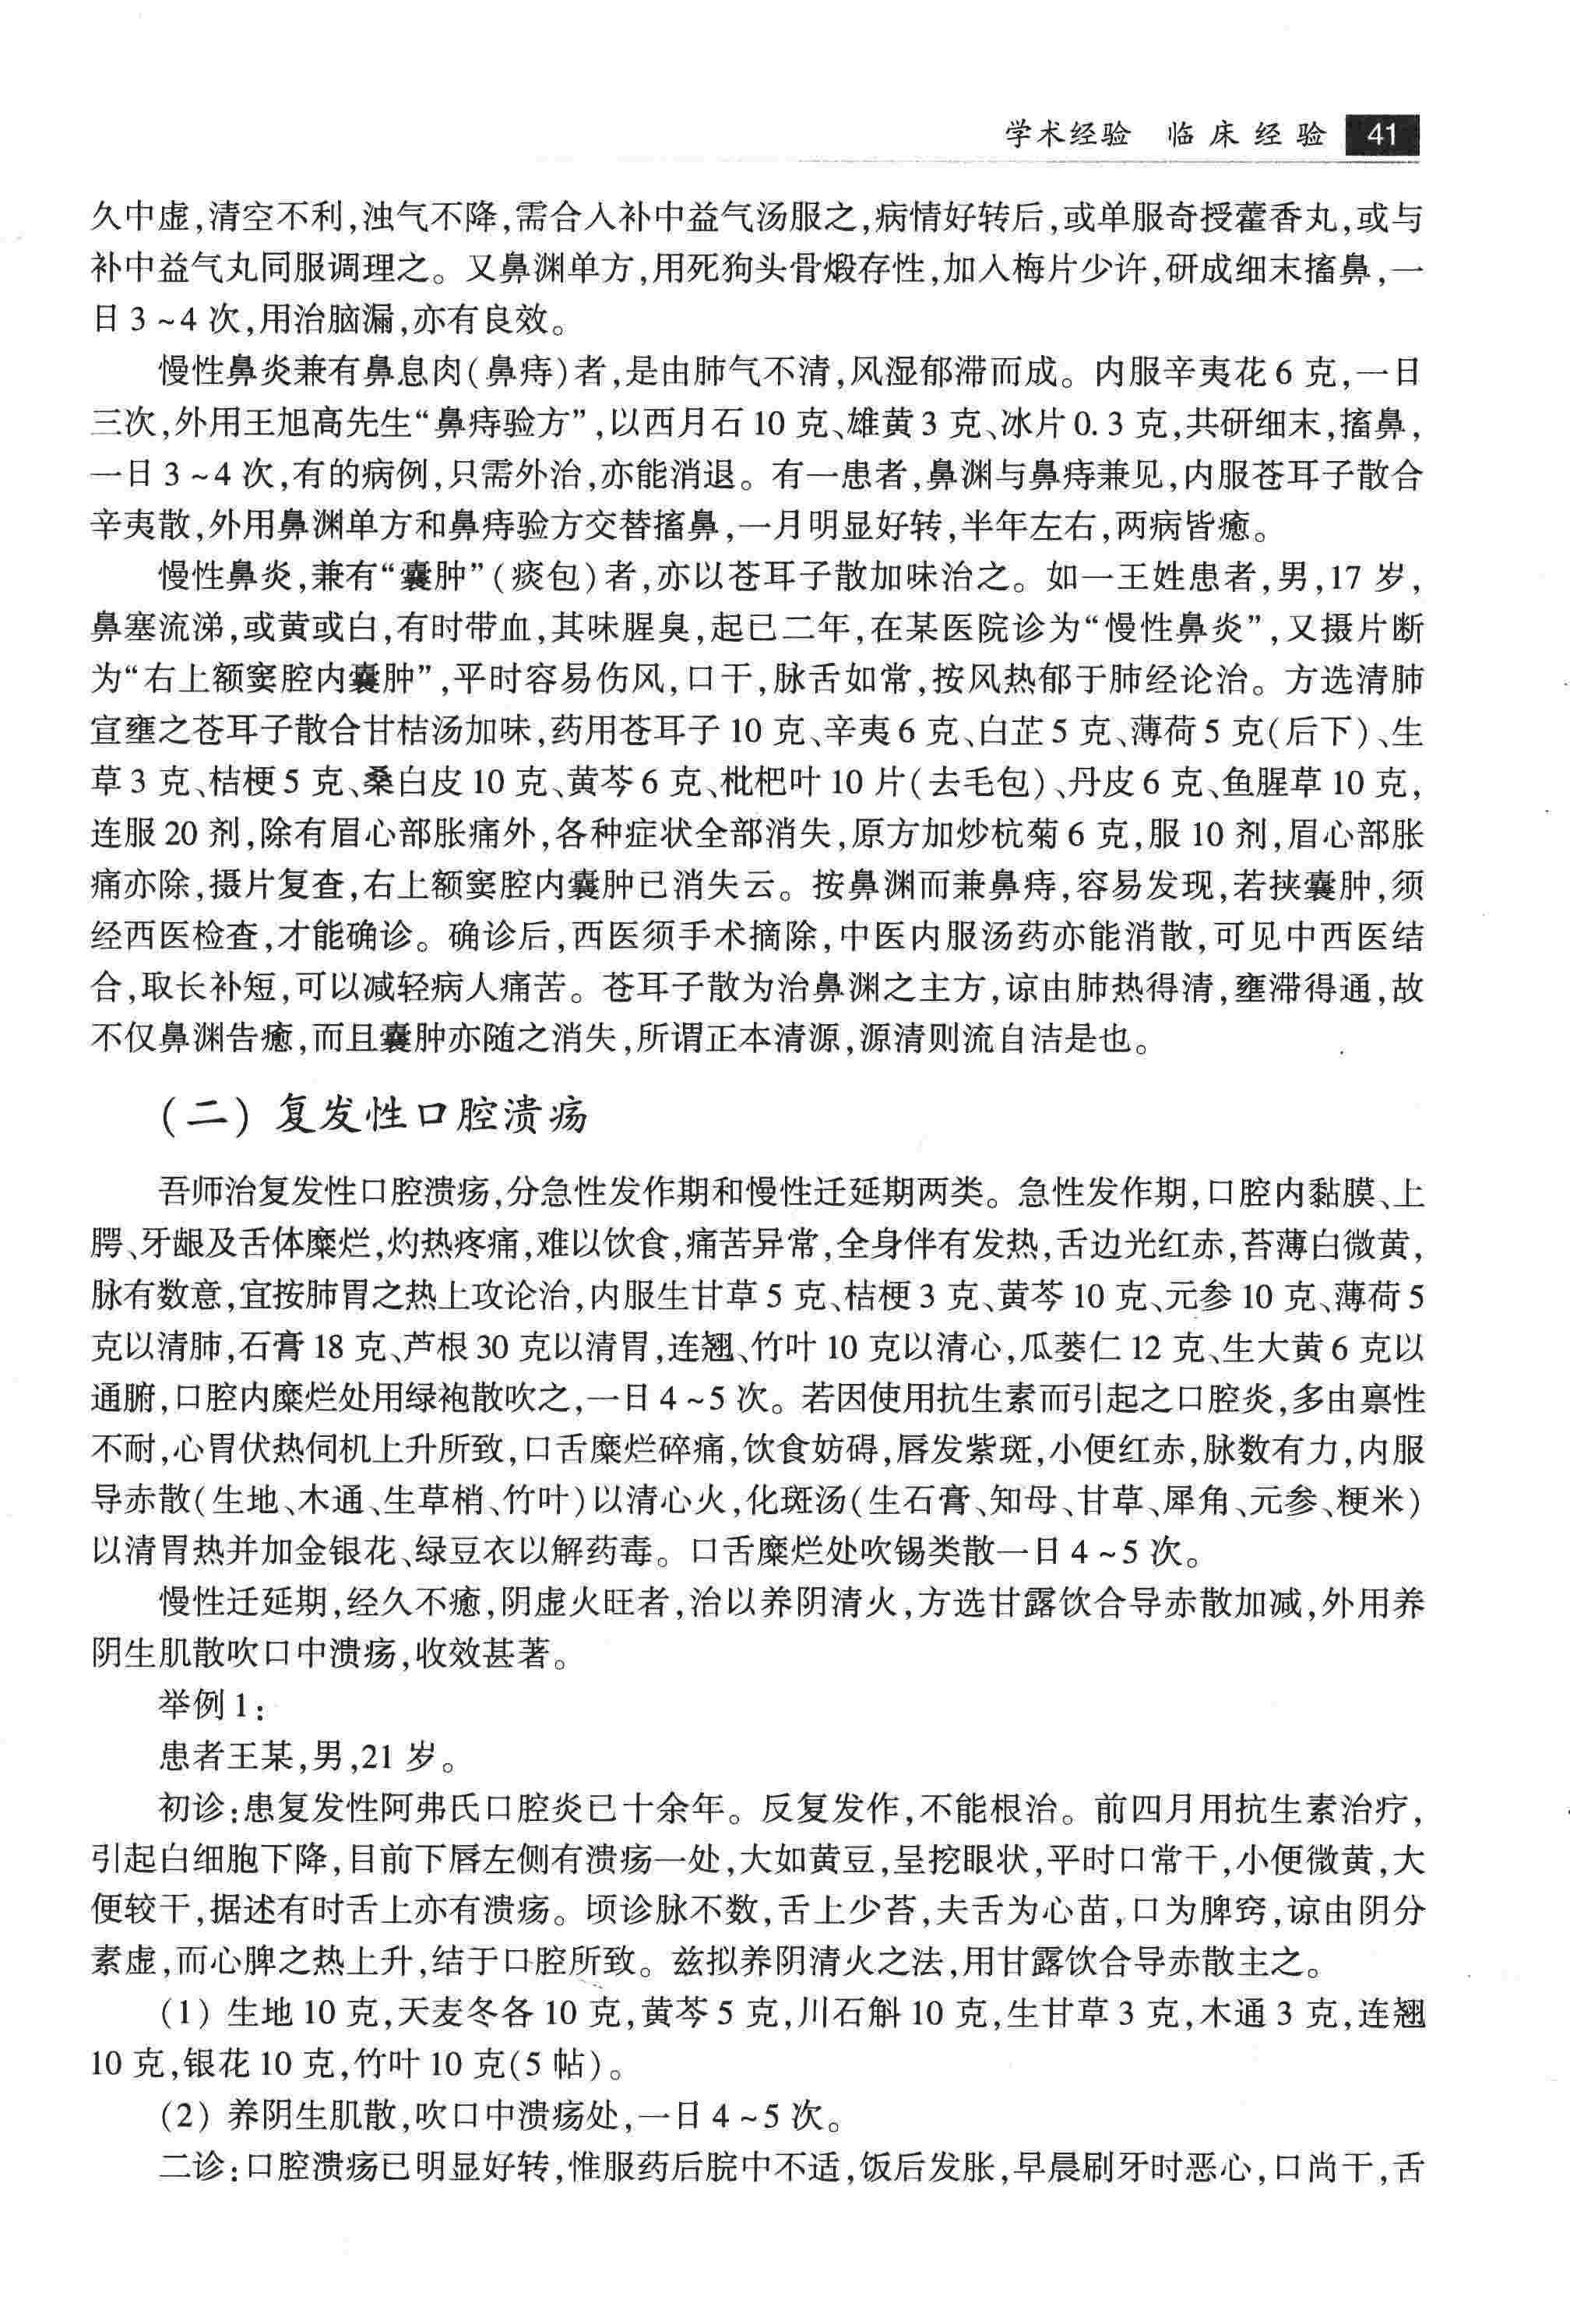 学术经验 临床经验 41
久中虚,清空不利,浊气不降,需合入补中益气汤服之,病情好转后,或单服奇授藿香丸,或与
补中益气丸同服调理之。又鼻渊单方,用死狗头骨煅存性,加入梅片少许,研成细末搐鼻,一
日3~4次,用治脑漏,亦有良效。
慢性鼻炎兼有鼻息肉(鼻痔)者,是由肺气不清,风湿郁滞而成。内服辛夷花6克,一日
三次,外用王旭高先生“鼻痔验方”,以西月石10克、雄黄3克、冰片0.3克,共研细末,搐鼻,
一日3~4次,有的病例,只需外治,亦能消退。有一患者,鼻渊与鼻痔兼见,内服苍耳子散合
辛夷散,外用鼻渊单方和鼻痔验方交替搐鼻,一月明显好转,半年左右,两病皆瘥。
慢性鼻炎,兼有“囊肿”(痰包)者,亦以苍耳子散加味治之。如一王姓患者,男,17岁,
鼻塞流涕,或黄或白,有时带血,其味腥臭,起已二年,在某医院诊为“慢性鼻炎”,又摄片断
为“右上额窦腔内囊肿”,平时容易伤风,口干,脉舌如常,按风热郁于肺经论治。方选清肺
宣壅之苍耳子散合甘桔汤加味,药用苍耳子10克、辛夷6克、白芷5克、薄荷5克(后下)、生
草3克、桔梗5克、桑白皮10克、黄芩6克、枇杷叶10片(去毛包)、丹皮6克、鱼腥草10克,
连服20剂,除有眉心部胀痛外,各种症状全部消失,原方加炒杭菊6克,服10剂,眉心部胀
痛亦除,摄片复查,右上额窦腔内囊肿已消失云。按鼻渊而兼鼻痔,容易发现,若挟囊肿,须
经西医检查,才能确诊。确诊后,西医须手术摘除,中医内服汤药亦能消散,可见中西医结
合,取长补短,可以减轻病人痛苦。苍耳子散为治鼻渊之主方,谅由肺热得清,壅滞得通,故
不仅鼻渊告瘥,而且囊肿亦随之消失,所谓正本清源,源清则流自洁是也。
(二)复发性口腔溃疡
吾师治复发性口腔溃疡,分急性发作期和慢性迁延期两类。急性发作期,口腔内黏膜、上
腭、牙龈及舌体糜烂,灼热疼痛,难以饮食,痛苦异常,全身伴有发热,舌边光红赤,苔薄白微黄,
脉有数意,宜按肺胃之热上攻论治,内服生甘草5克、桔梗3克、黄芩10克、元参10克、薄荷5
克以清肺,石膏18克、芦根30克以清胃,连翘、竹叶10克以清心,瓜蒌仁12克、生大黄6克以
通腑,口腔内糜烂处用绿袍散吹之,一日4~5次。若因使用抗生素而引起之口腔炎,多由禀性
不耐,心胃伏热伺机上升所致,口舌糜烂碎痛,饮食妨碍,唇发紫斑,小便红赤,脉数有力,内服
导赤散(生地、木通、生草梢、竹叶)以清心火,化斑汤(生石膏、知母、甘草、犀角、元参、粳米)
以清胃热并加金银花、绿豆衣以解药毒。口舌糜烂处吹锡类散一日4~5次。
慢性迁延期,经久不瘥,阴虚火旺者,治以养阴清火,方选甘露饮合导赤散加减,外用养
阴生肌散吹口中溃疡,收效甚著。
举例1:
患者王某,男,21岁。
初诊:患复发性阿弗氏口腔炎已十余年。反复发作,不能根治。前四月用抗生素治疗,
引起白细胞下降,目前下唇左侧有溃疡一处,大如黄豆,呈挖眼状,平时口常干,小便微黄,大
便较干,据述有时舌上亦有溃疡。顷诊脉不数,舌上少苔,夫舌为心苗,口为脾窍,谅由阴分
素虚,而心脾之热上升,结于口腔所致。兹拟养阴清火之法,用甘露饮合导赤散主之。
(1) 生地10克,天麦冬各10克,黄芩5克,川石斛10克,生甘草3克,木通3克,连翘
10克,银花10克,竹叶10克(5帖)。
(2) 养阴生肌散,吹口中溃疡处,一日4~5次。
二诊:口腔溃疡已明显好转,惟服药后脘中不适,饭后发胀,早晨刷牙时恶心,口尚干,舌